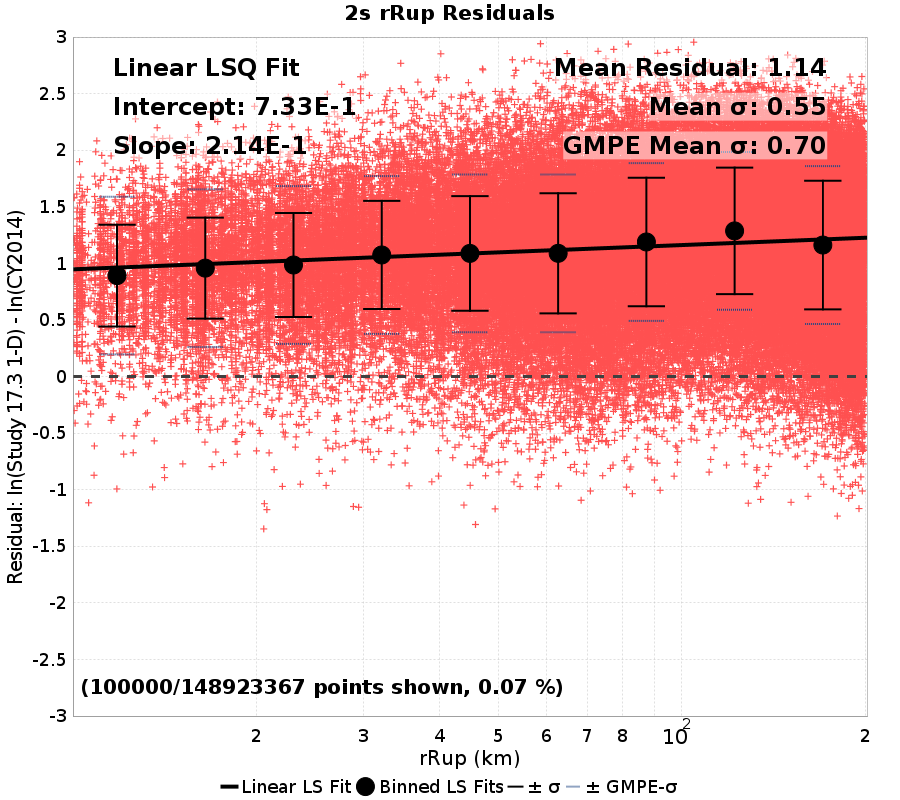 2s rRup Residuals
Linear LSQ Fit
Intercept: 7.33E-1
Slope: 2.14E-1
Mean Residual: 1.14
Mean σ: 0.55
GMPE Mean σ: 0.70
3
2.5
2
1.5
1
0.5
0
-0.5
-1
-1.5
-2
-2.5
-3
Residual: ln(Study 17.3 1-D) - ln(CY2014)
(100000/148923367 points shown, 0.07 %)
2 3 4 5 6 7 8 10² 2
rRup (km)
Linear LS Fit Binned LS Fits ± σ ± GMPE-σ